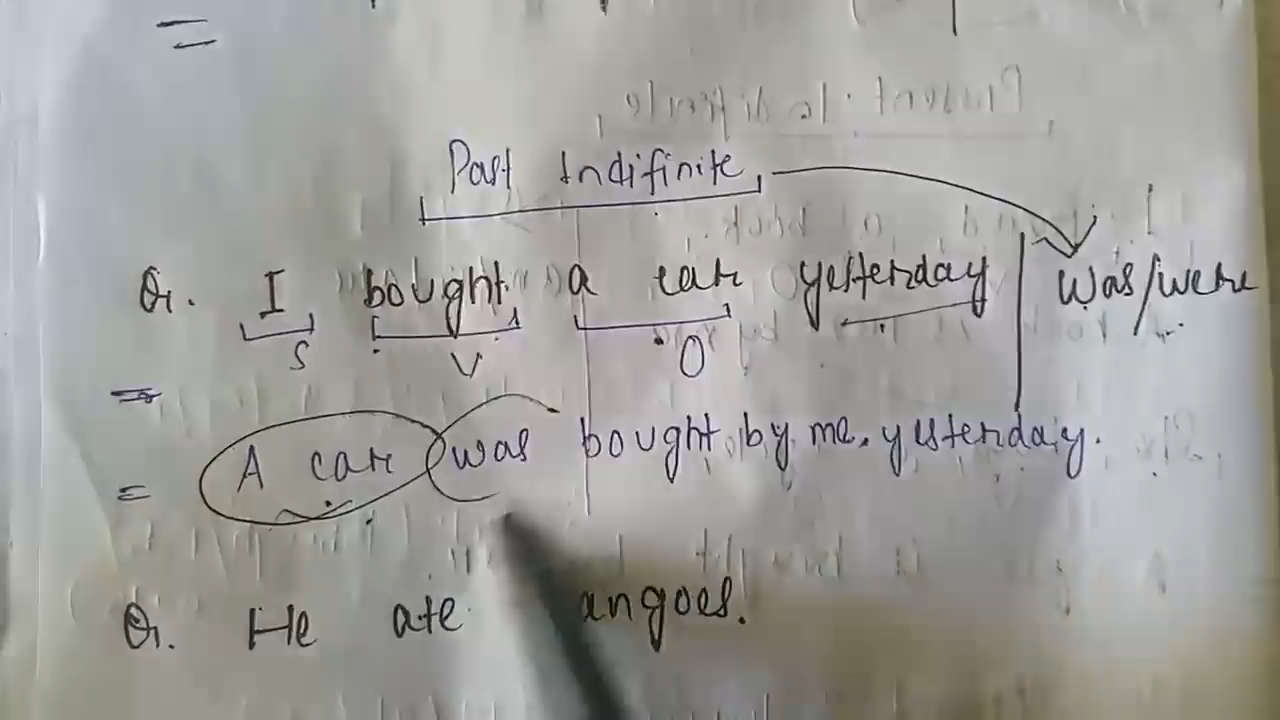 Past Indifinite
Q. I bought a car yesterday Was/were
S V O
A car was bought by me. yesterday.
Q. He ate angoes.